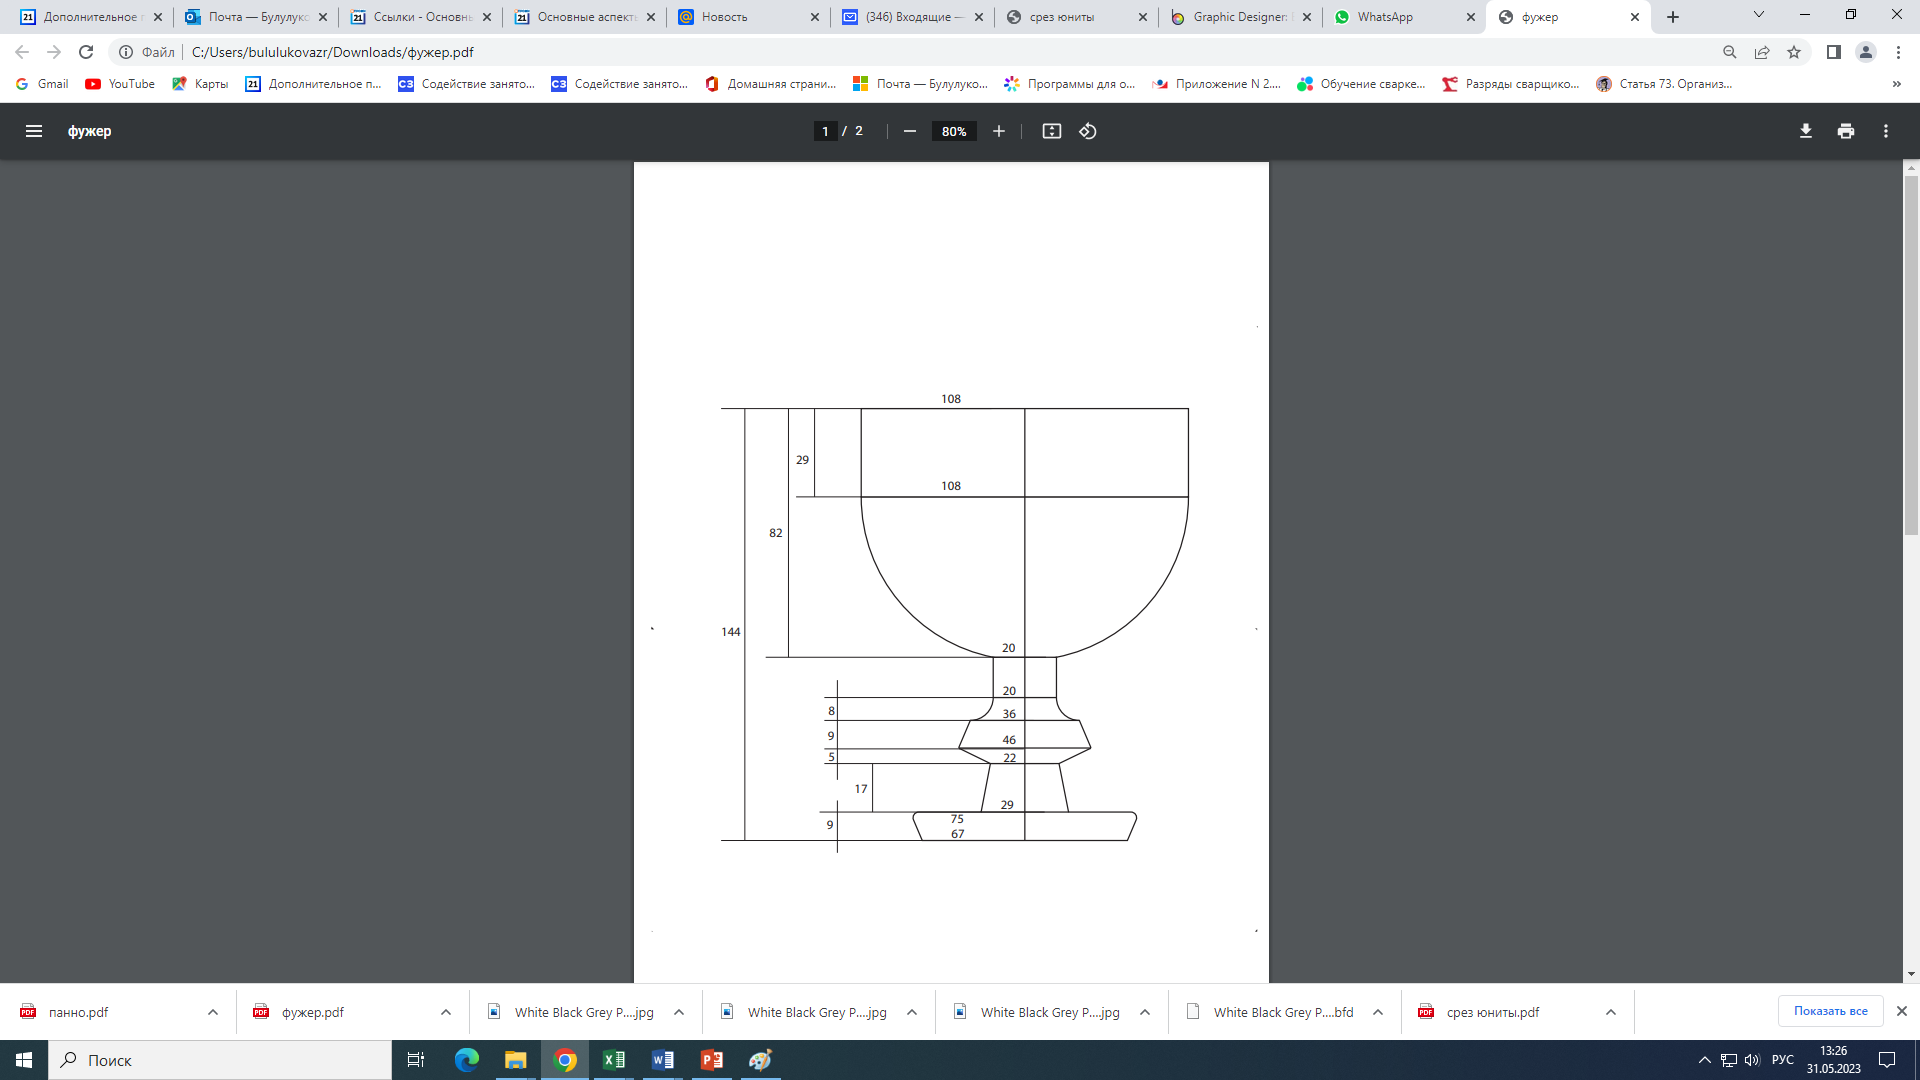 Дополнительное г
Почта — Булулуко
Ссылки - Основны
Основные аспекты
Новость
(346) Входящие —
срез юниты
Graphic Designer:
WhatsApp
фужер
Файл
C:/Users/bululukovazr/Downloads/фужер.pdf
Gmail
YouTube
Карты
Дополнительное п...
Содействие занято...
Содействие занято...
Домашняя страни...
Почта — Булулуко...
Программы для о...
Приложение N 2....
Обучение сварке...
Разряды сварщико...
Статья 73. Организ...
»
фужер
1 / 2
80%
108
29
108
82
144
20
20
8
36
9
46
5
22
17
29
9
75
67
панно.pdf
фужер.pdf
White Black Grey P....jpg
White Black Grey P....jpg
White Black Grey P....jpg
White Black Grey P....bfd
срез юниты.pdf
Показать все
Поиск
РУС
13:26
31.05.2023